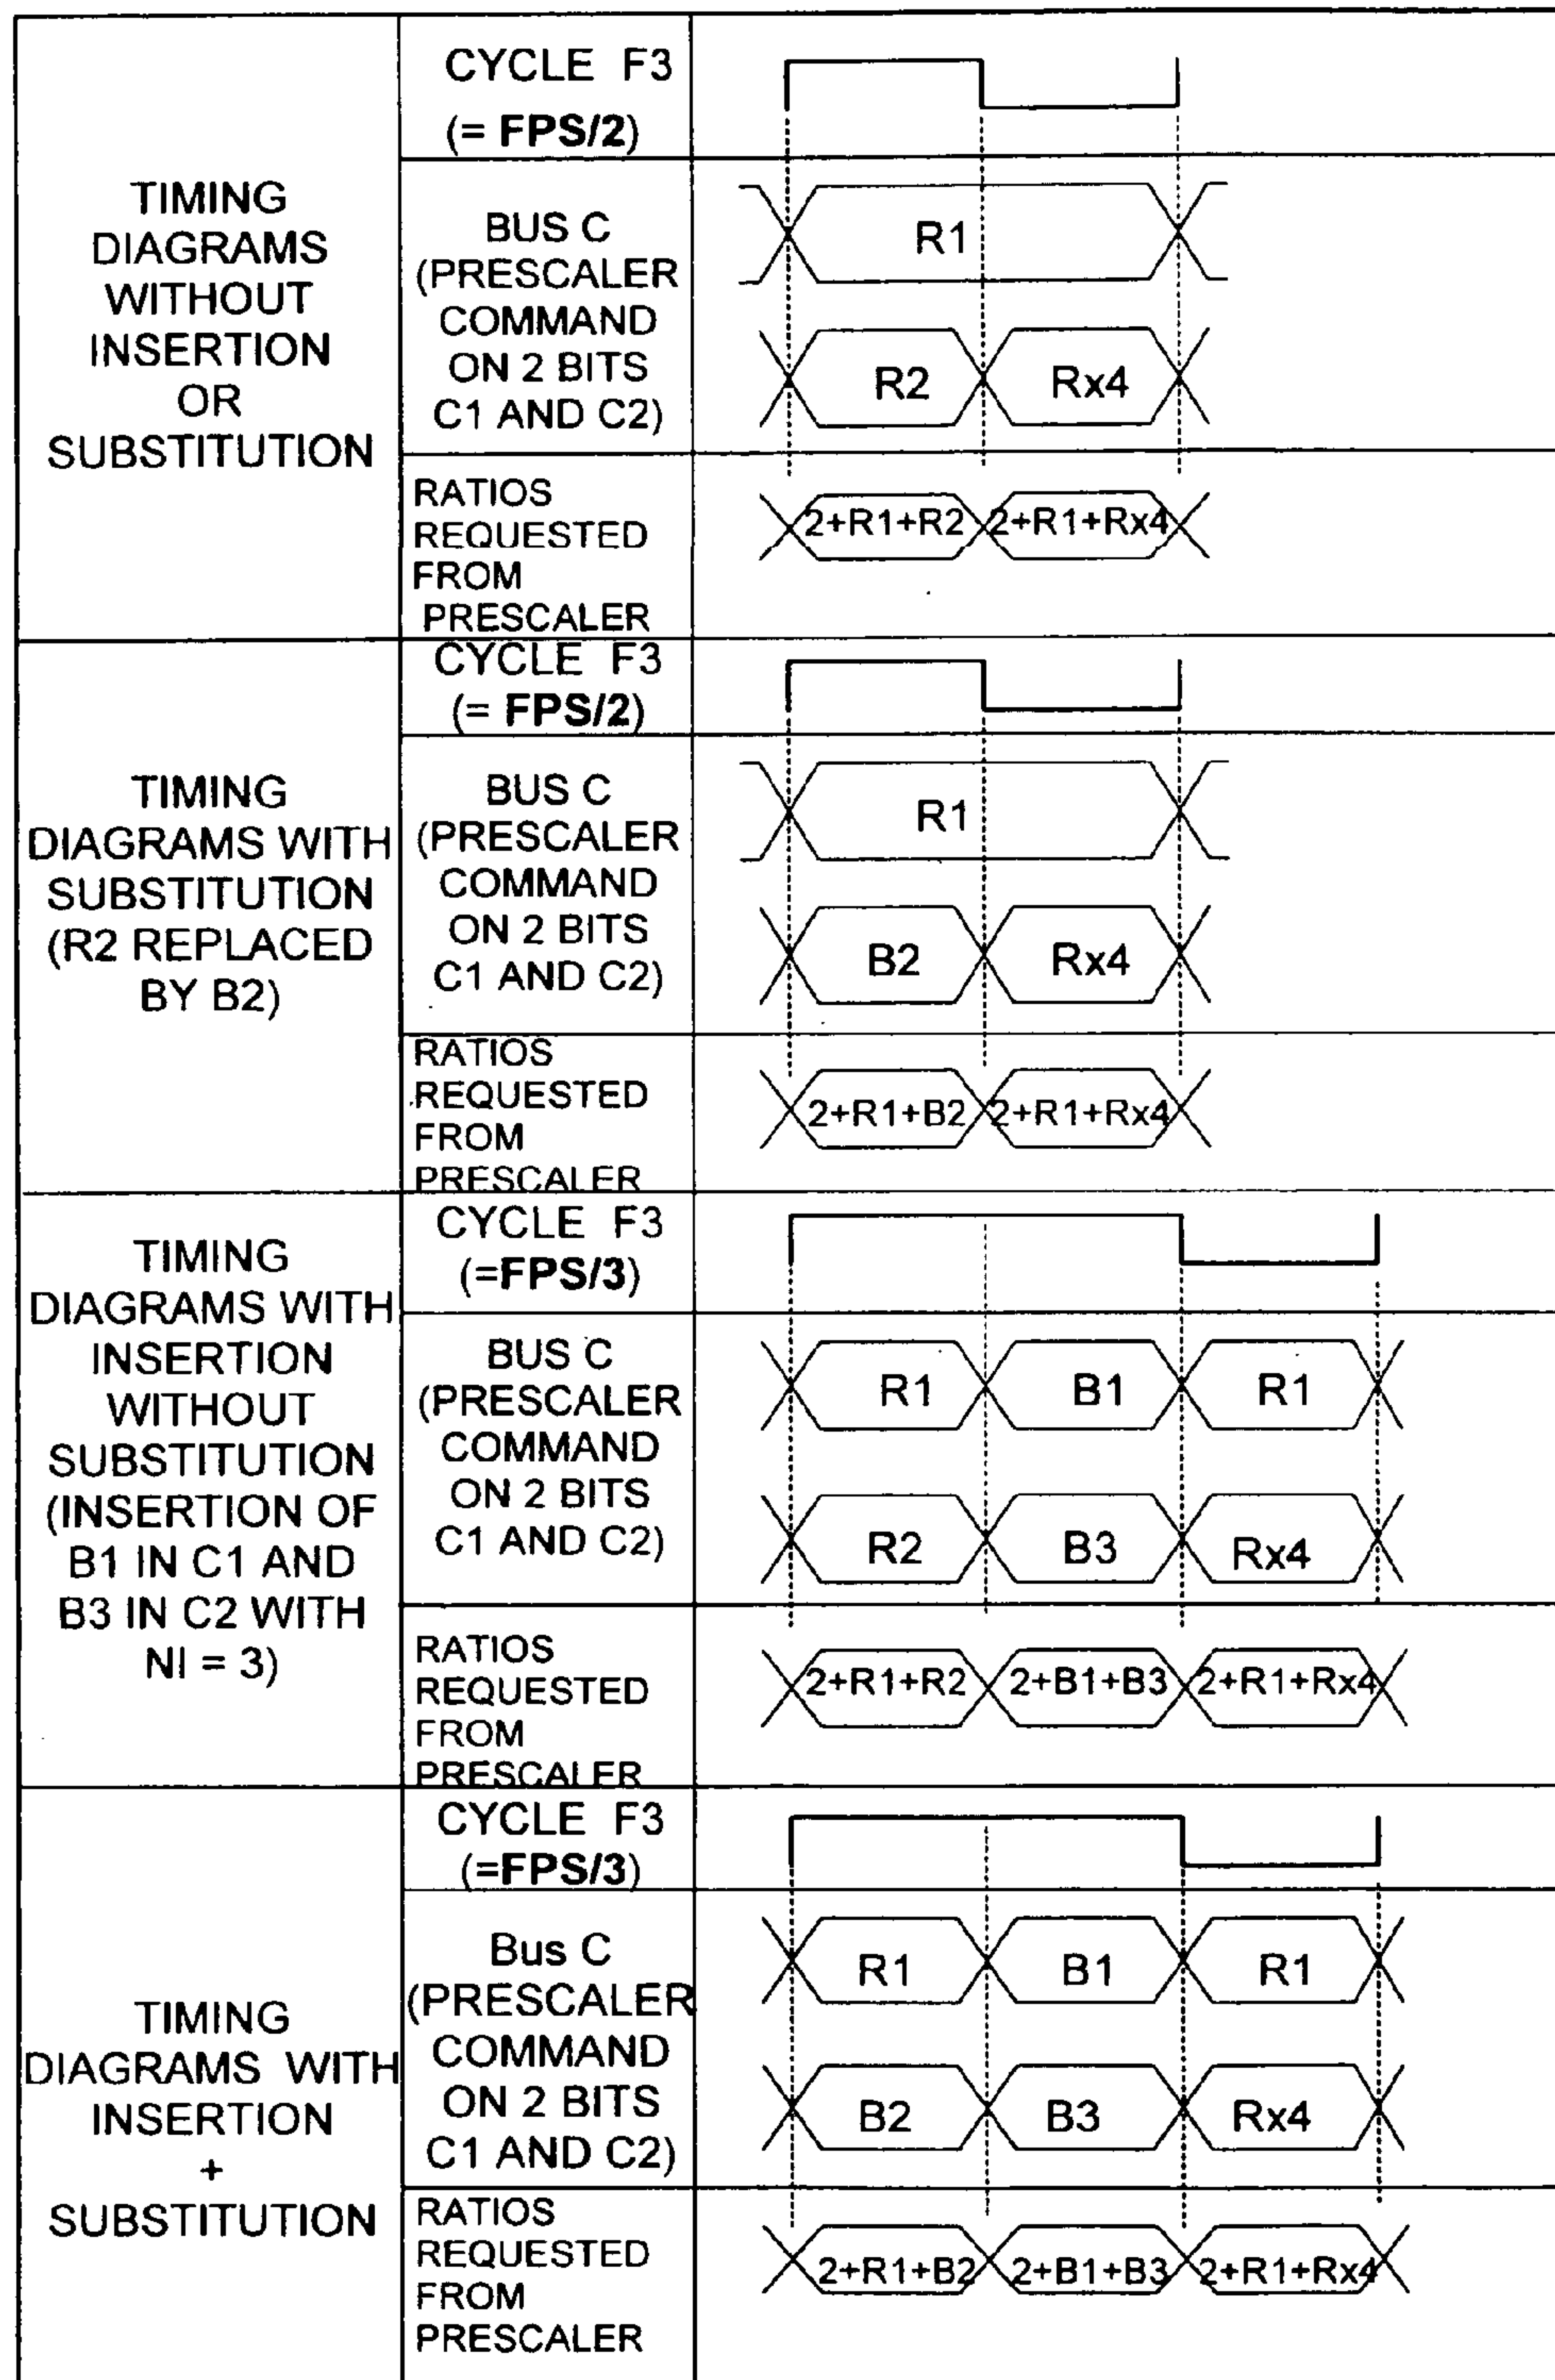 TIMING
DIAGRAMS
WITHOUT
INSERTION
OR
SUBSTITUTION
CYCLE F3
(= FPS/2)
BUS C
(PRESCALER
COMMAND
ON 2 BITS
C1 AND C2)
R1
R2
Rx4
RATIOS
REQUESTED
FROM
PRESCALER
2+R1+R2
2+R1+Rx4
TIMING
DIAGRAMS WITH
SUBSTITUTION
(R2 REPLACED
BY B2)
CYCLE F3
(= FPS/2)
BUS C
(PRESCALER
COMMAND
ON 2 BITS
C1 AND C2)
R1
B2
Rx4
RATIOS
REQUESTED
FROM
PRESCALER
2+R1+B2
2+R1+Rx4
TIMING
DIAGRAMS WITH
INSERTION
WITHOUT
SUBSTITUTION
(INSERTION OF
B1 IN C1 AND
B3 IN C2 WITH
NI = 3)
CYCLE F3
(=FPS/3)
BUS C
(PRESCALER
COMMAND
ON 2 BITS
C1 AND C2)
R1
B1
R1
R2
B3
Rx4
RATIOS
REQUESTED
FROM
PRESCALER
2+R1+R2
2+B1+B3
2+R1+Rx4
TIMING
DIAGRAMS WITH
INSERTION
+
SUBSTITUTION
CYCLE F3
(=FPS/3)
Bus C
(PRESCALER
COMMAND
ON 2 BITS
C1 AND C2)
R1
B1
R1
B2
B3
Rx4
RATIOS
REQUESTED
FROM
PRESCALER
2+R1+B2
2+B1+B3
2+R1+Rx4